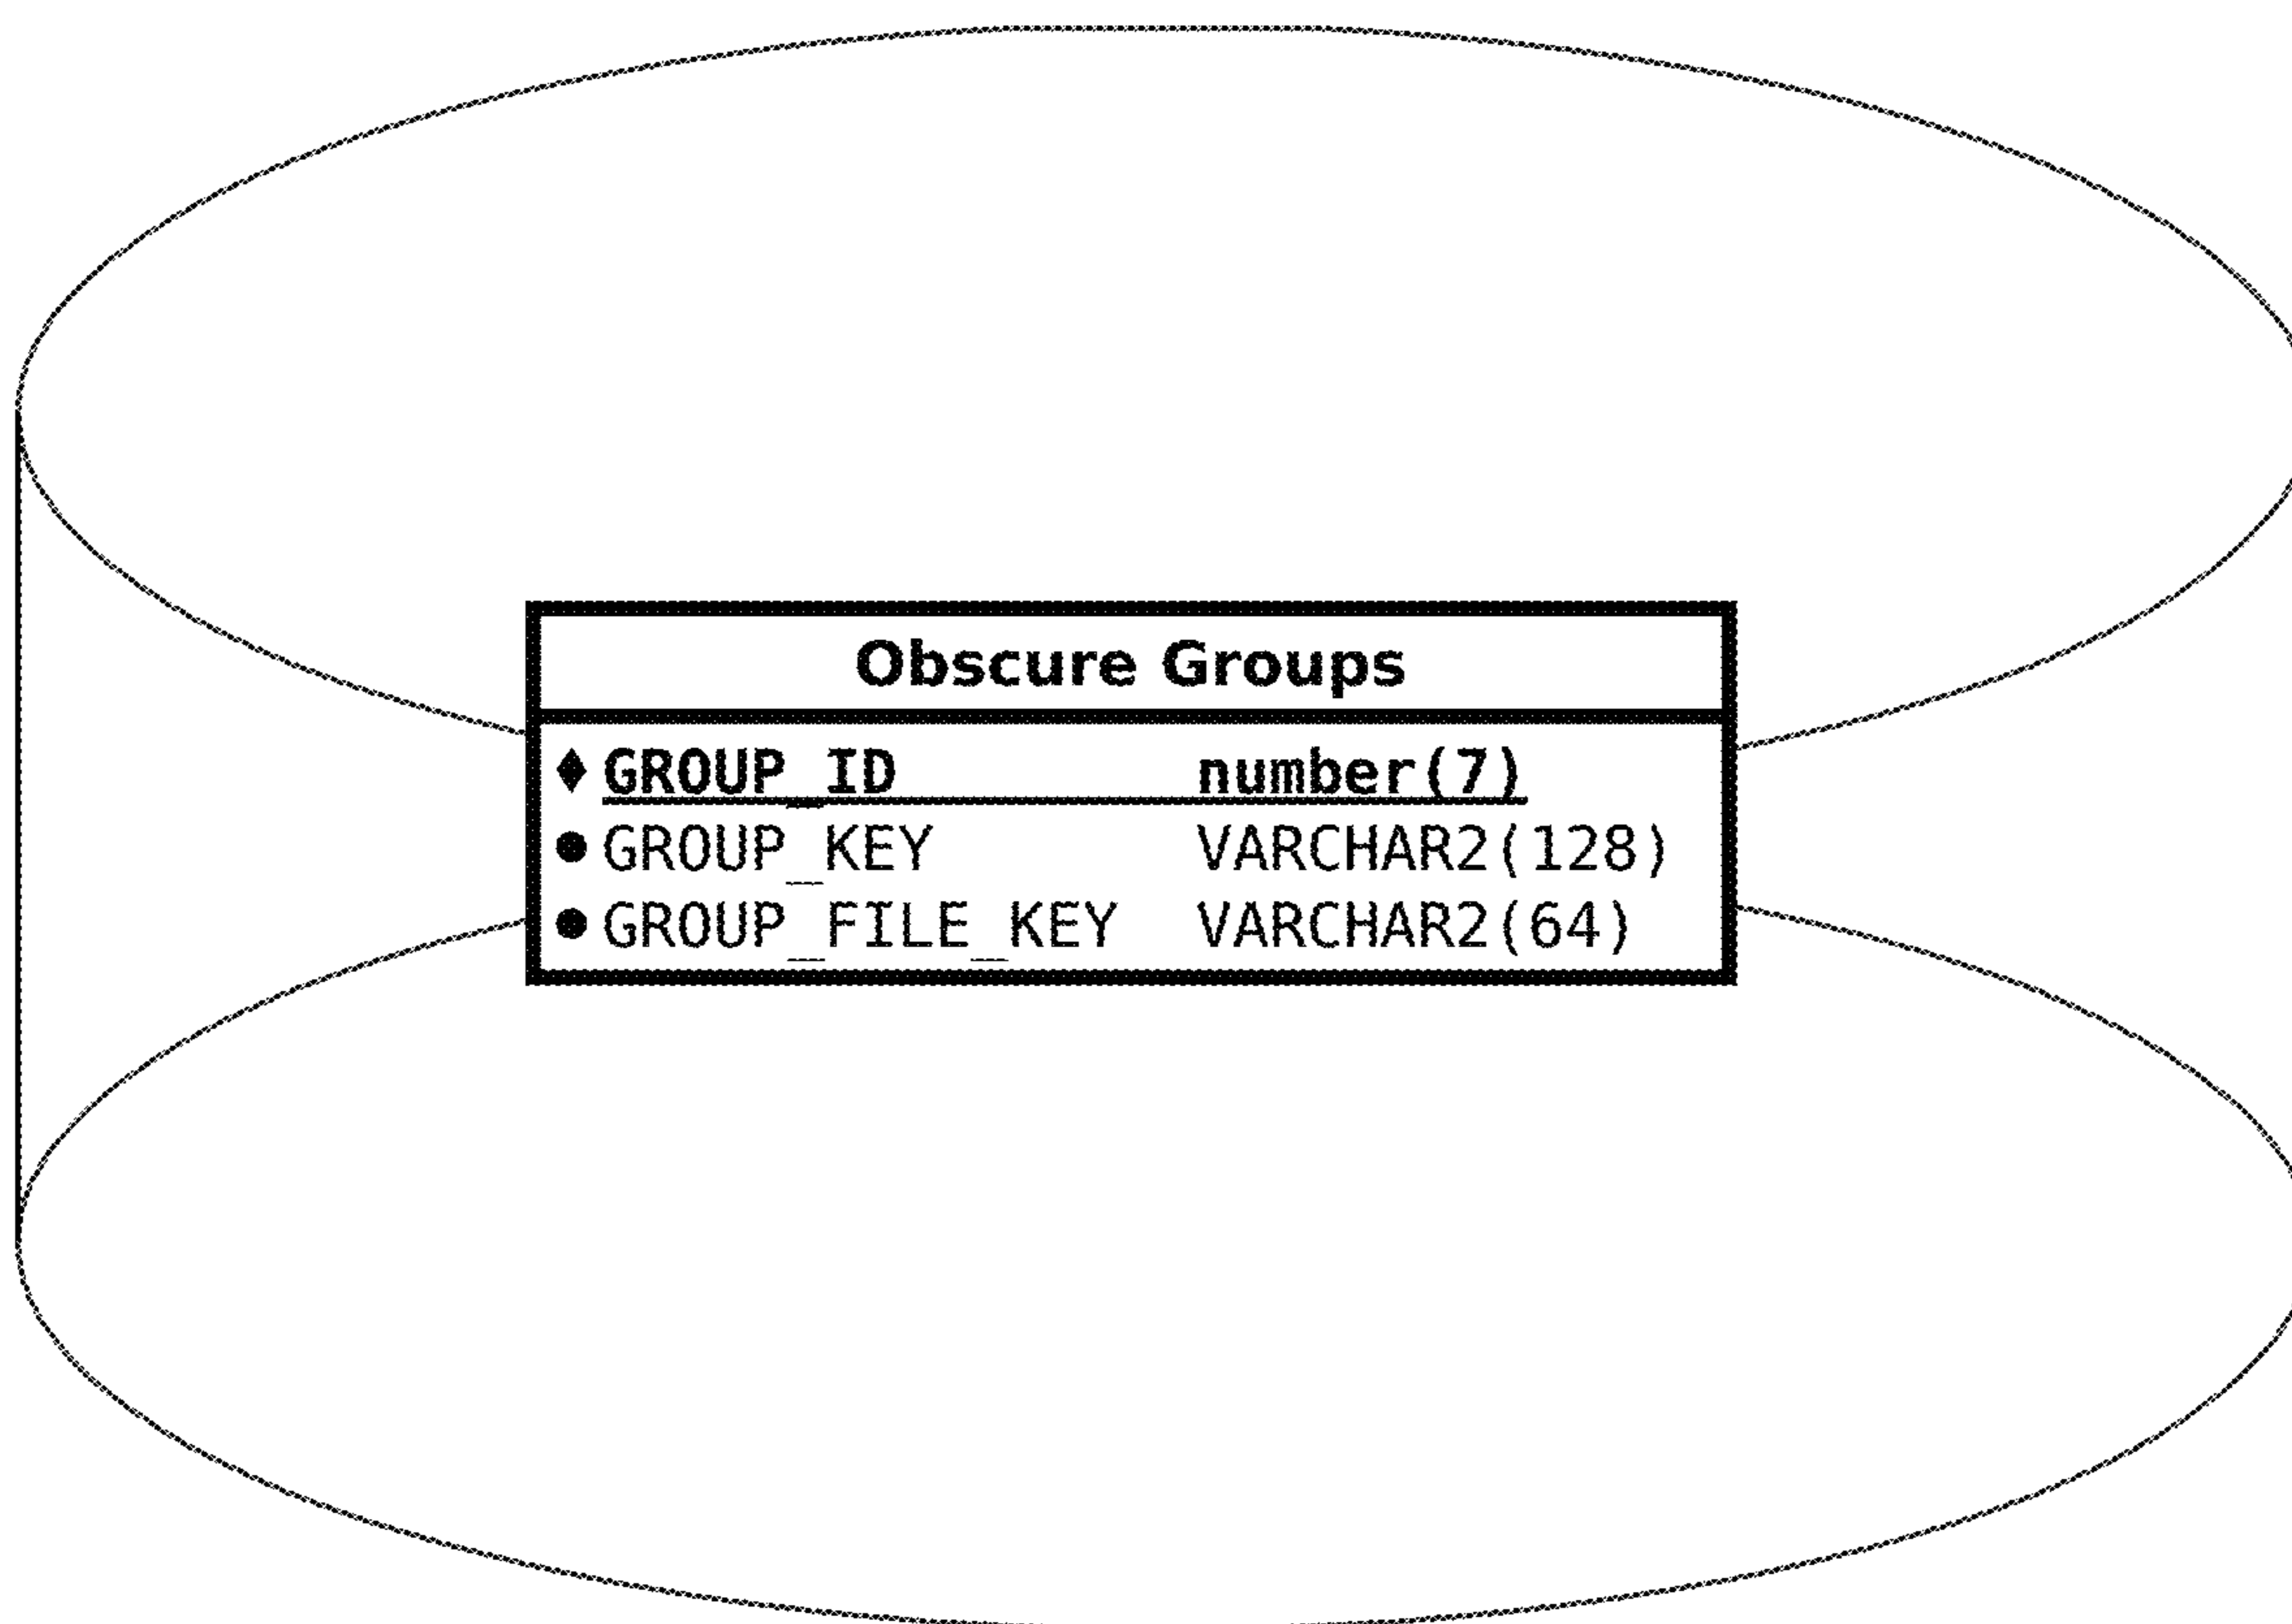 Obscure Groups
GROUP_ID number(7)
GROUP_KEY VARCHAR2(128)
GROUP_FILE_KEY VARCHAR2(64)